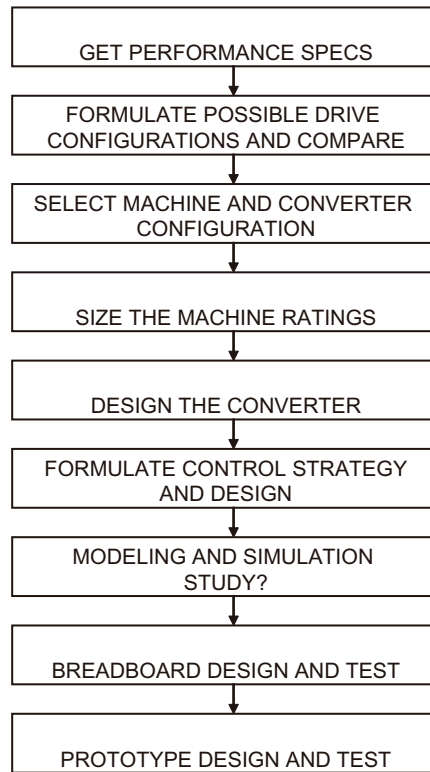 GET PERFORMANCE SPECS
FORMULATE POSSIBLE DRIVE
CONFIGURATIONS AND COMPARE
SELECT MACHINE AND CONVERTER
CONFIGURATION
SIZE THE MACHINE RATINGS
DESIGN THE CONVERTER
FORMULATE CONTROL STRATEGY
AND DESIGN
MODELING AND SIMULATION
STUDY?
BREADBOARD DESIGN AND TEST
PROTOTYPE DESIGN AND TEST